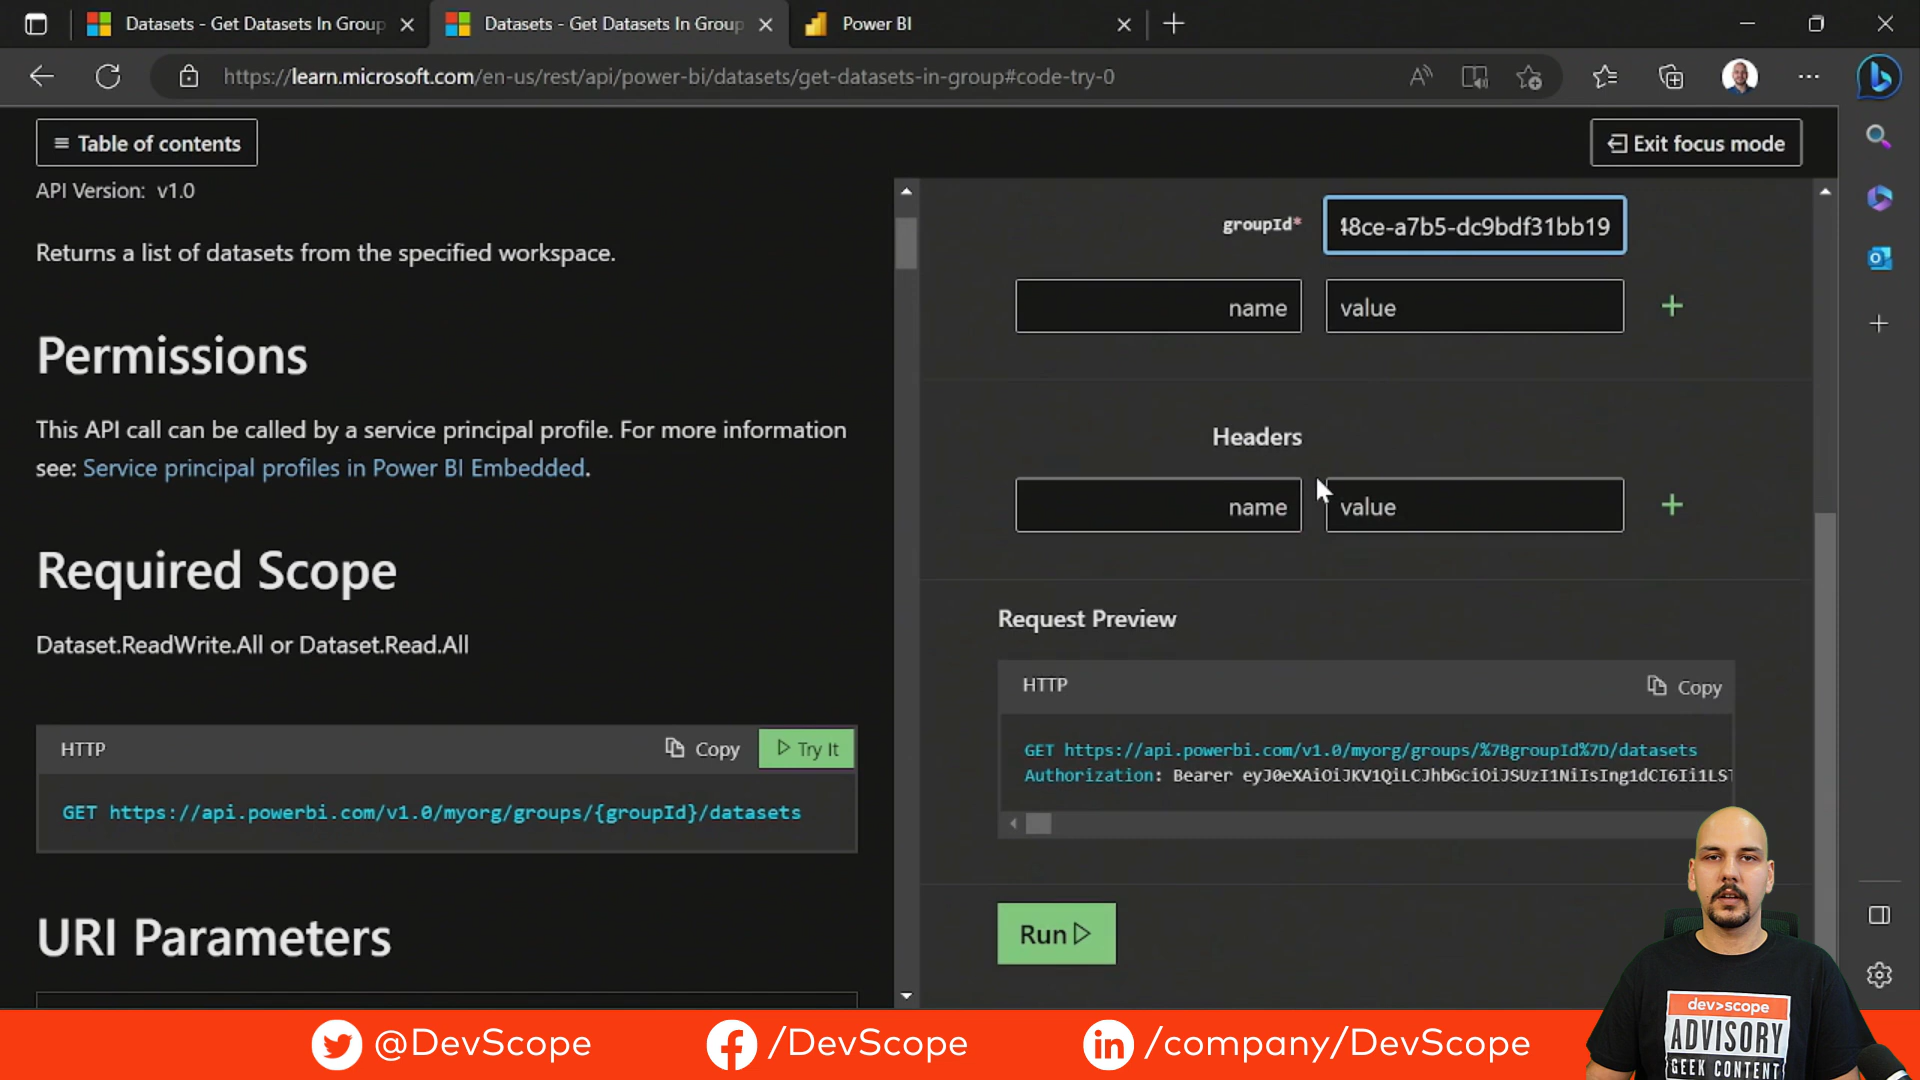 Datasets - Get Datasets In Group
Datasets - Get Datasets In Group
Power BI
https://learn.microsoft.com/en-us/rest/api/power-bi/datasets/get-datasets-in-group#code-try-0
Table of contents
Exit focus mode
API Version: v1.0
Returns a list of datasets from the specified workspace.
Permissions
This API call can be called by a service principal profile. For more information
see: Service principal profiles in Power BI Embedded.
Required Scope
Dataset.ReadWrite.All or Dataset.Read.All
HTTP
Copy
Try It
GET https://api.powerbi.com/v1.0/myorg/groups/{groupId}/datasets
URI Parameters
groupId*
48ce-a7b5-dc9bdf31bb19
name
value
Headers
name
value
Request Preview
HTTP
Copy
GET https://api.powerbi.com/v1.0/myorg/groups/%7BgroupId%7D/datasets
Authorization: Bearer eyJ0eXAiOiJKV1QiLCJhbGciOiJSUzI1NiIsIng1dCI6Ii1LS
Run
dev>scope
ADVISORY
GEEK CONTENT
@DevScope
/DevScope
/company/DevScope